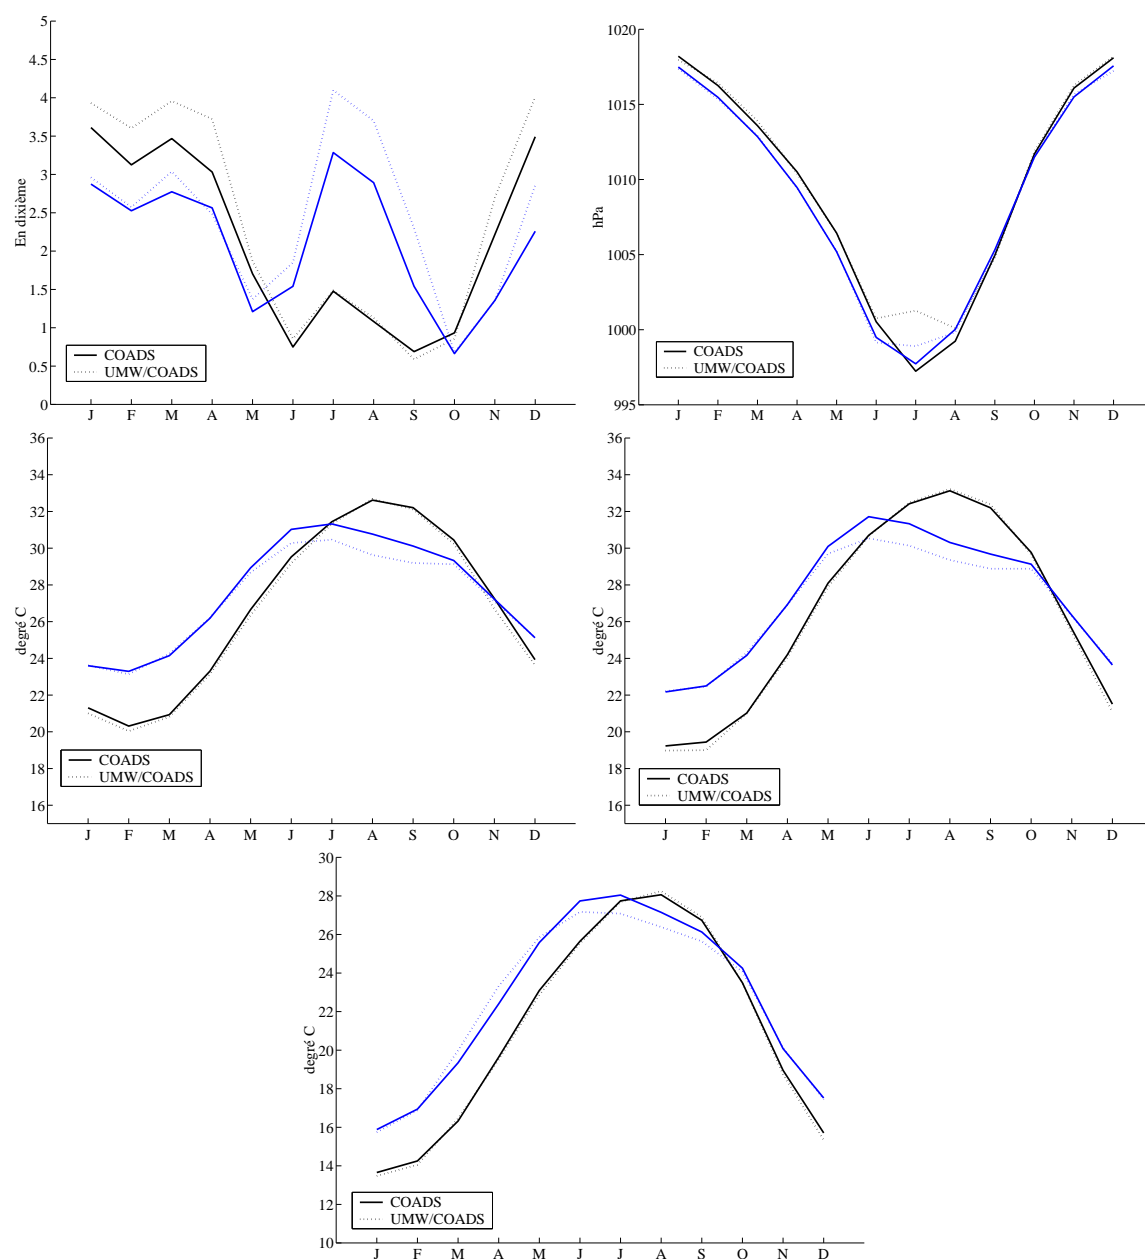 En dixième
5
4.5
4
3.5
3
2.5
2
1.5
1
0.5
0
COADS
UMW/COADS
J F M A M J J A S O N D
hPa
1020
1015
1010
1005
1000
995
COADS
UMW/COADS
J F M A M J J A S O N D
degré C
36
34
32
30
28
26
24
22
20
18
16
COADS
UMW/COADS
J F M A M J J A S O N D
degré C
36
34
32
30
28
26
24
22
20
18
16
COADS
UMW/COADS
J F M A M J J A S O N D
degré C
30
28
26
24
22
20
18
16
14
12
10
COADS
UMW/COADS
J F M A M J J A S O N D